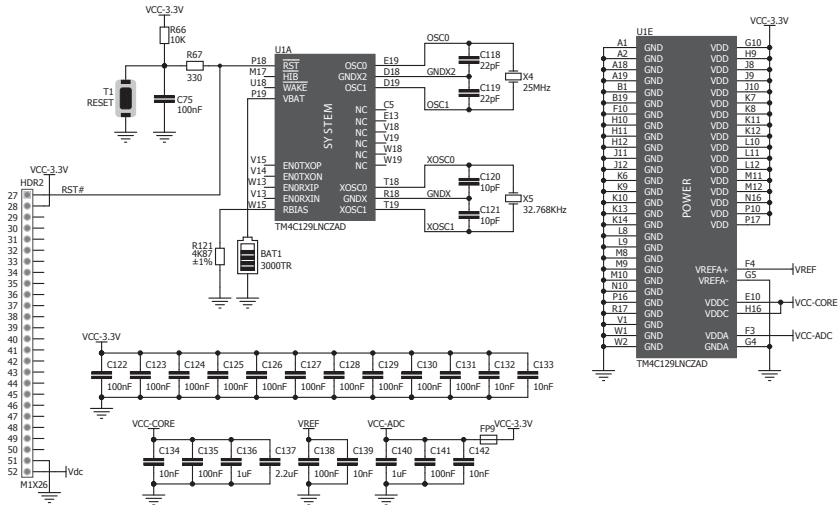 VCC-3.3V
R66
10K
R67
330
T1
RESET
C75
100nF
U1A
P18 RST
M17 HIB
U18 WAKE
P19 VBAT
V15 EN0TXOP
V14 EN0TXON
W13 EN0RXIP
V13 EN0RXIN
W15 RBIAS
SYSTEM
OSC0 E19
GNDX2 D18
OSC1 D19
NC C5
NC E13
NC V18
NC V19
NC W18
NC W19
XOSC0 T18
GNDX R18
XOSC1 T19
TM4C129LNCZAD
OSC0
GNDX2
OSC1
C118
22pF
C119
22pF
X4
25MHz
XOSC0
GNDX
XOSC1
C120
10pF
C121
10pF
X5
32.768KHz
R121
4K87
±1%
BAT1
3000TR
VCC-3.3V
HDR2
RST#
27
28
29
30
31
32
33
34
35
36
37
38
39
40
41
42
43
44
45
46
47
48
49
50
51
52
Vdc
M1X26
VCC-3.3V
C122
100nF
C123
100nF
C124
100nF
C125
100nF
C126
100nF
C127
100nF
C128
100nF
C129
100nF
C130
100nF
C131
100nF
C132
10nF
C133
10nF
VCC-CORE
C134
10nF
C135
100nF
C136
1uF
C137
2.2uF
VREF
C138
100nF
C139
10nF
VCC-ADC
FP9
VCC-3.3V
C140
1uF
C141
100nF
C142
10nF
VCC-3.3V
U1E
A1 GND
A2 GND
A18 GND
A19 GND
B1 GND
B19 GND
F10 GND
H10 GND
H11 GND
H12 GND
J11 GND
J12 GND
K6 GND
K9 GND
K10 GND
K13 GND
K14 GND
L8 GND
L9 GND
M8 GND
M9 GND
M10 GND
N10 GND
P16 GND
R17 GND
V1 GND
W1 GND
W2 GND
POWER
VDD G10
VDD H9
VDD J8
VDD J9
VDD J10
VDD K7
VDD K8
VDD K11
VDD K12
VDD L10
VDD L11
VDD L12
VDD M11
VDD M12
VDD N16
VDD P10
VDD P17
VREFA+ F4 VREF
VREFA- G5
VDDC E10 VCC-CORE
VDDC H16
VDDA F3 VCC-ADC
GNDA G4
TM4C129LNCZAD